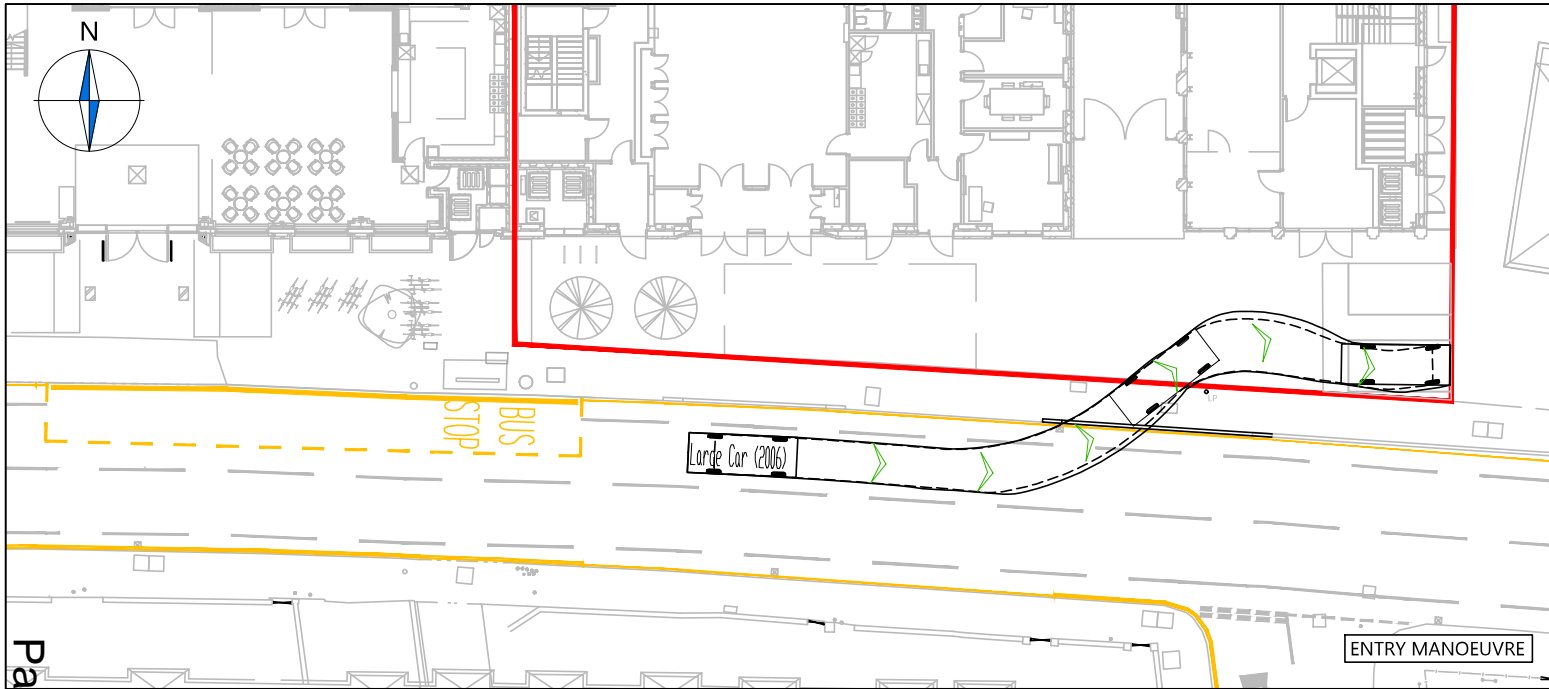 N
BUS
STOP
Large Car (2006)
LP
ENTRY MANOEUVRE
Pa